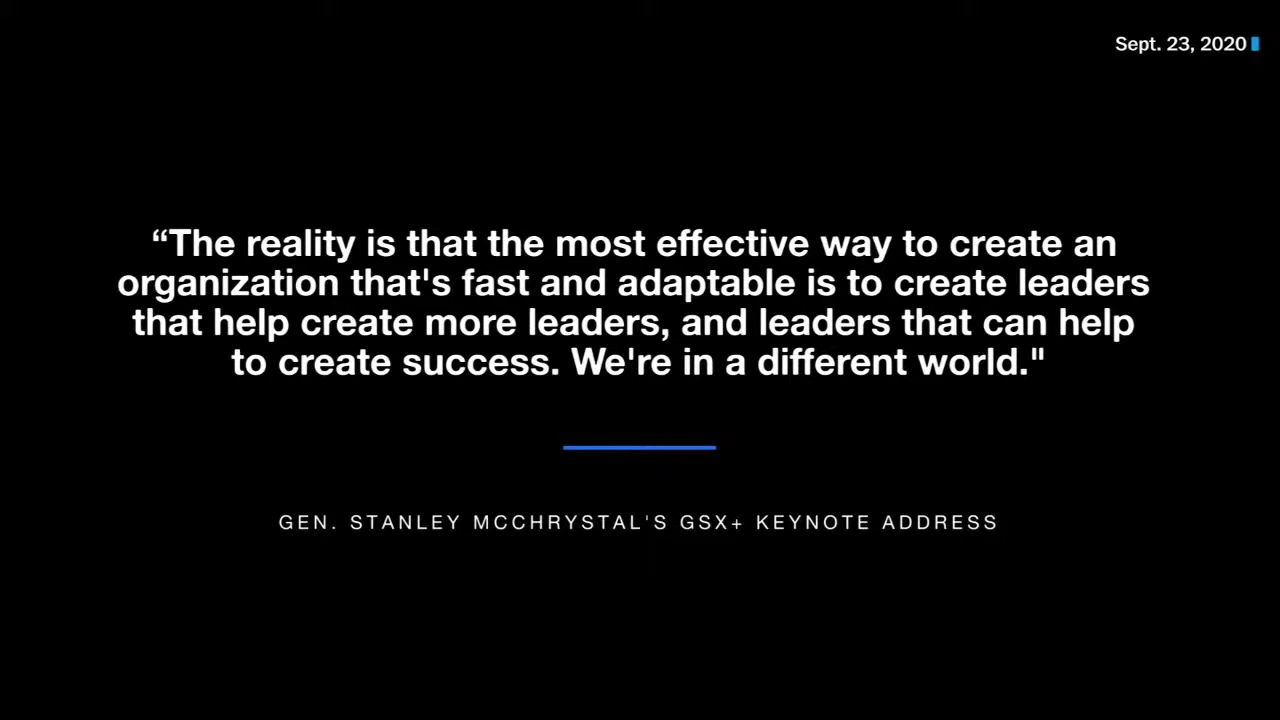 Sept. 23, 2020
“The reality is that the most effective way to create an
organization that's fast and adaptable is to create leaders
that help create more leaders, and leaders that can help
to create success. We're in a different world."
GEN. STANLEY MCCHRYSTAL'S GSX+ KEYNOTE ADDRESS